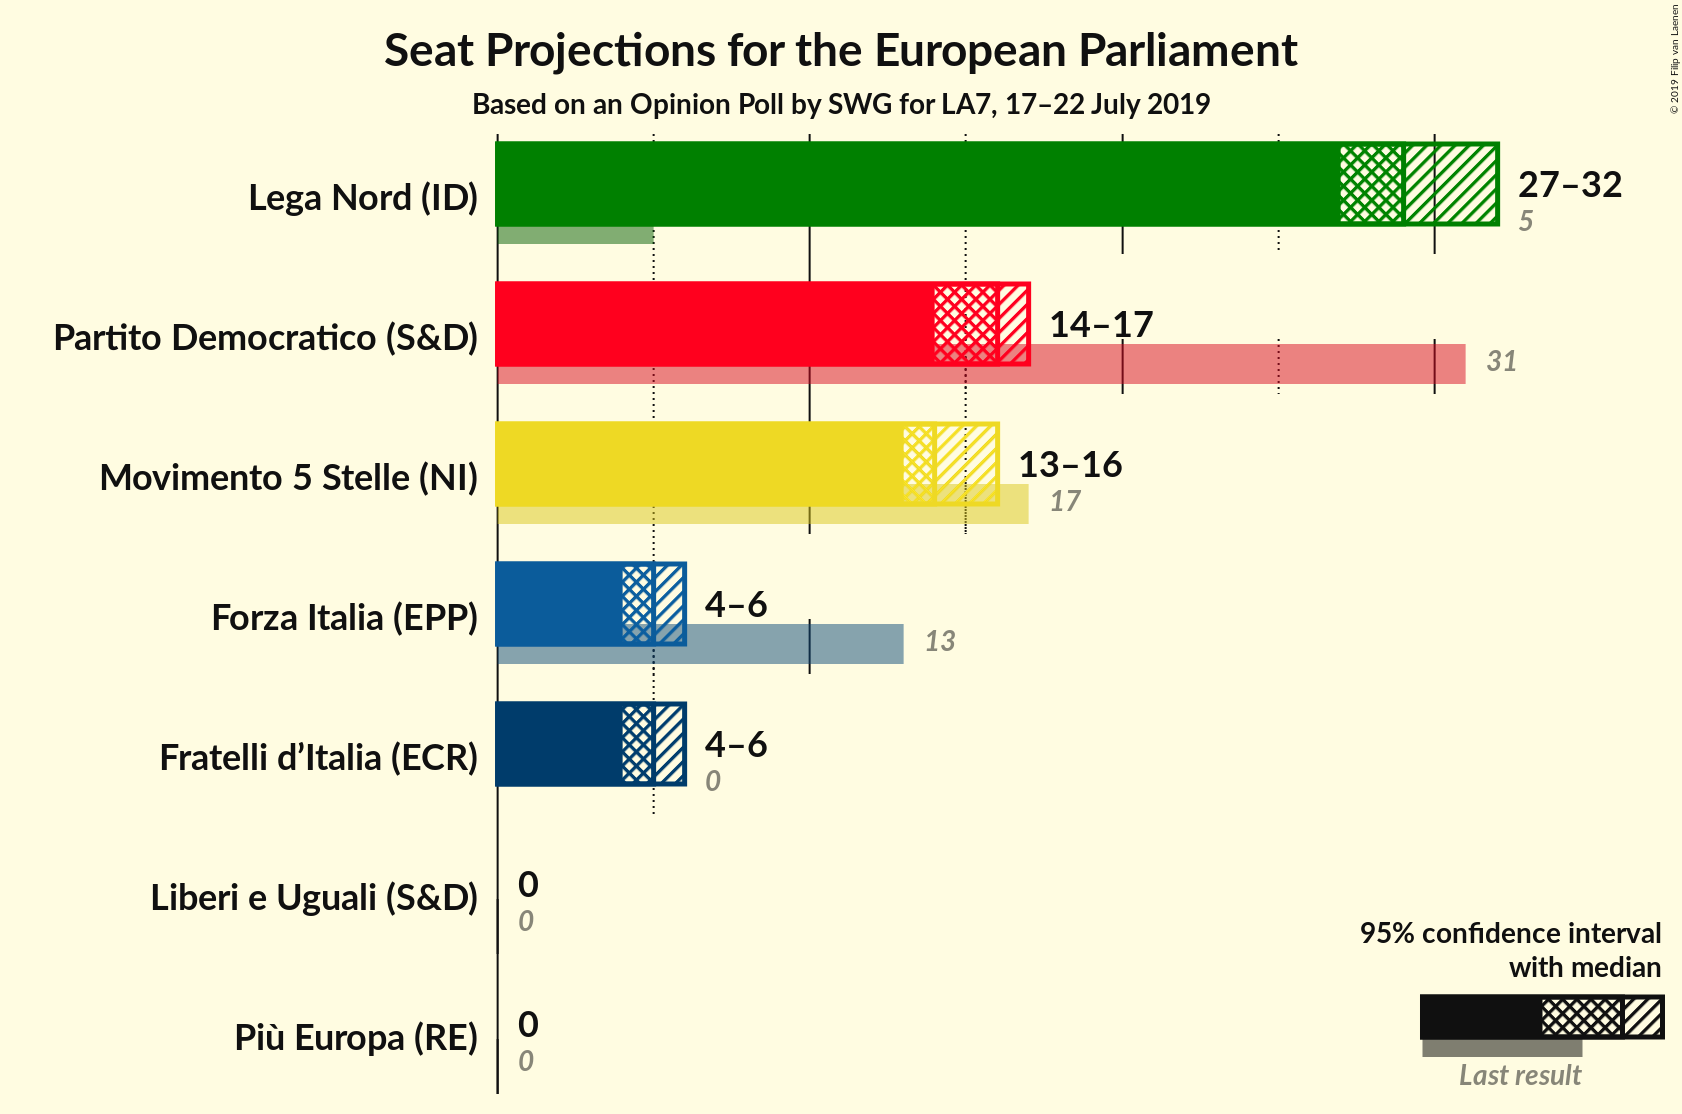 Seat Projections for the European Parliament
Based on an Opinion Poll by SWG for LA7, 17–22 July 2019
© 2019 Filip van Laenen
Lega Nord (ID)
27–32
5
Partito Democratico (S&D)
14–17
31
Movimento 5 Stelle (NI)
13–16
17
Forza Italia (EPP)
4–6
13
Fratelli d’Italia (ECR)
4–6
0
Liberi e Uguali (S&D)
0
0
Più Europa (RE)
0
0
95% confidence interval
with median
Last result